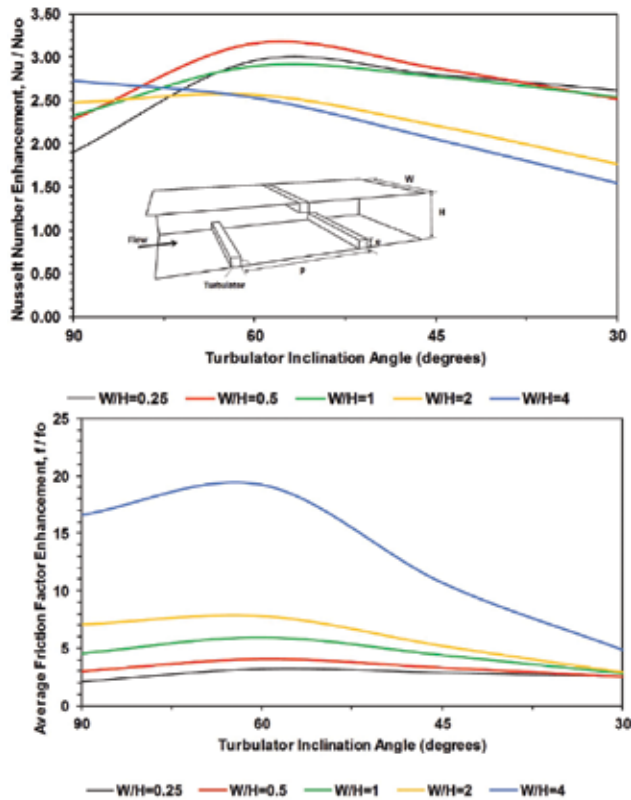 Nusselt Number Enhancement, Nu / Nuo
3.50
3.00
2.50
2.00
1.50
1.00
0.50
0.00
W
H
Flow
e
P
Turbulator
90
60
45
30
Turbulator Inclination Angle (degrees)
W/H=0.25 W/H=0.5 W/H=1 W/H=2 W/H=4
Average Friction Factor Enhancement, f / fo
25
20
15
10
5
0
90
60
45
30
Turbulator Inclination Angle (degrees)
W/H=0.25 W/H=0.5 W/H=1 W/H=2 W/H=4